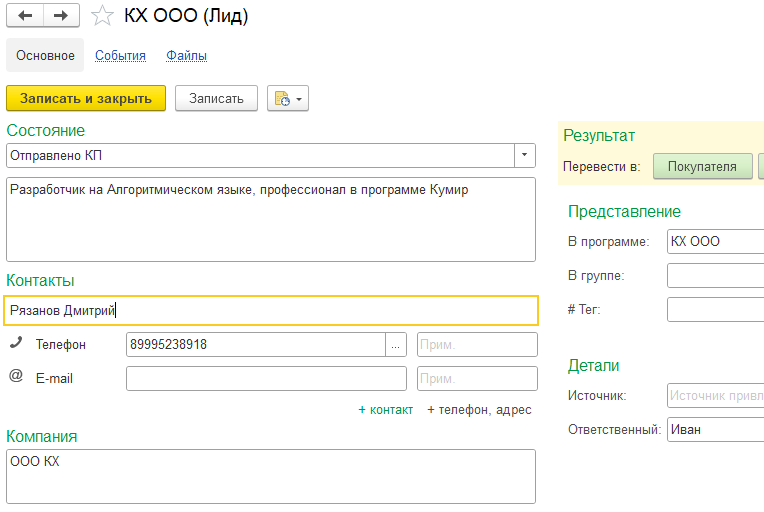 КХ ООО (Лид)
Основное События Файлы
Записать и закрыть Записать
Состояние
Отправлено КП
Разработчик на Алгоритмическом языке, профессионал в программе Кумир
Контакты
Рязанов Дмитрий
Телефон 89995238918 ... Прим.
@ E-mail Прим.
+ контакт + телефон, адрес
Компания
ООО КХ
Результат
Перевести в: Покупателя
Представление
В программе: КХ ООО
В группе:
# Тег:
Детали
Источник: Источник привл
Ответственный: Иван